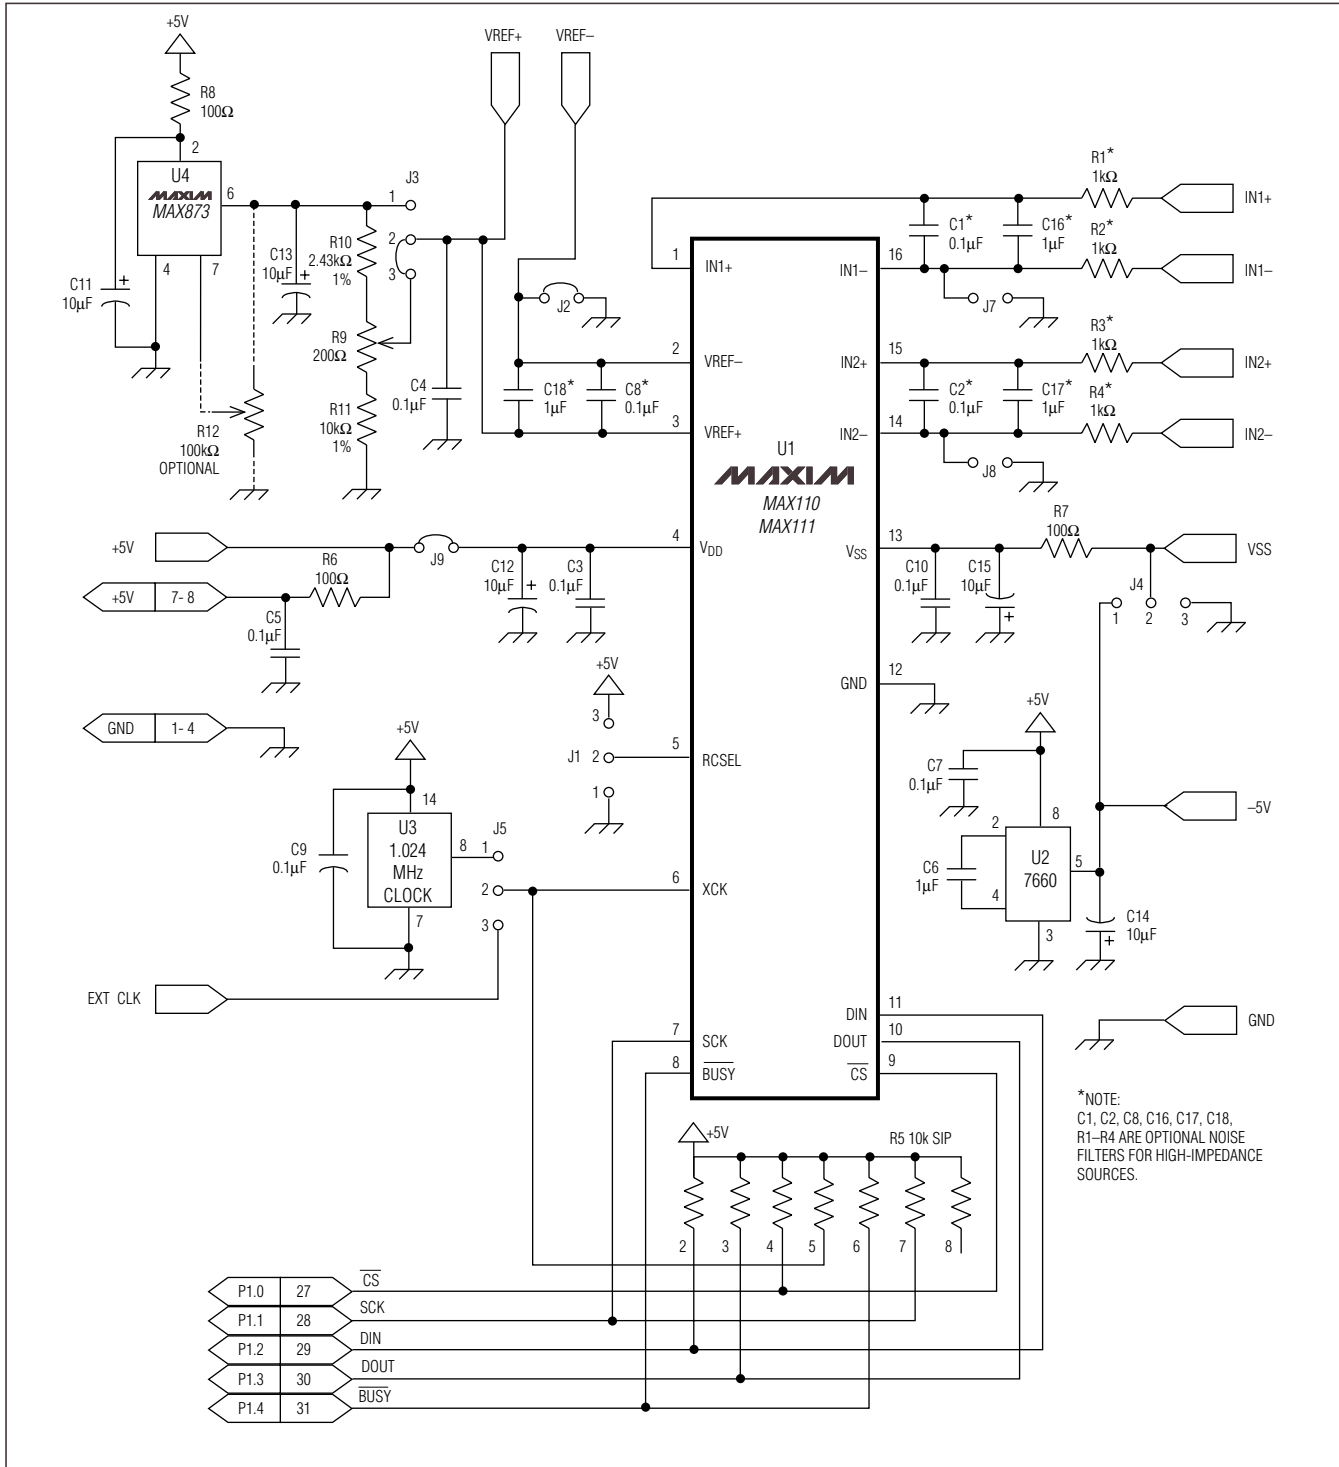 +5V
R8
100Ω
2
U4
MAXIM
MAX873
6
4
7
C11
10µF
+
C13
10µF
+
R10
2.43kΩ
1%
R9
200Ω
R11
10kΩ
1%
R12
100kΩ
OPTIONAL
J3
1
2
3
C4
0.1µF
VREF+
VREF–
J2
C18*
1µF
C8*
0.1µF
1
IN1+
2
VREF–
3
VREF+
4
VDD
5
RCSEL
6
XCK
7
SCK
8
BUSY
U1
MAXIM
MAX110
MAX111
16
IN1–
15
IN2+
14
IN2–
13
VSS
12
GND
11
DIN
10
DOUT
9
CS
R1*
1kΩ
IN1+
C1*
0.1µF
C16*
1µF
R2*
1kΩ
IN1–
J7
R3*
1kΩ
IN2+
C2*
0.1µF
C17*
1µF
R4*
1kΩ
IN2–
J8
R7
100Ω
VSS
C10
0.1µF
C15
10µF
+
J4
1
2
3
+5V
+5V
7- 8
R6
100Ω
C5
0.1µF
J9
C12
10µF
+
C3
0.1µF
GND
1- 4
+5V
3
J1
2
1
+5V
14
U3
1.024
MHz
CLOCK
8
7
C9
0.1µF
J5
1
2
3
EXT CLK
+5V
C7
0.1µF
8
2
U2
7660
5
4
3
C6
1µF
–5V
C14
10µF
+
GND
*NOTE:
C1, C2, C8, C16, C17, C18,
R1–R4 ARE OPTIONAL NOISE
FILTERS FOR HIGH-IMPEDANCE
SOURCES.
+5V
R5 10k SIP
2
3
4
5
6
7
8
P1.0
27
CS
P1.1
28
SCK
P1.2
29
DIN
P1.3
30
DOUT
P1.4
31
BUSY